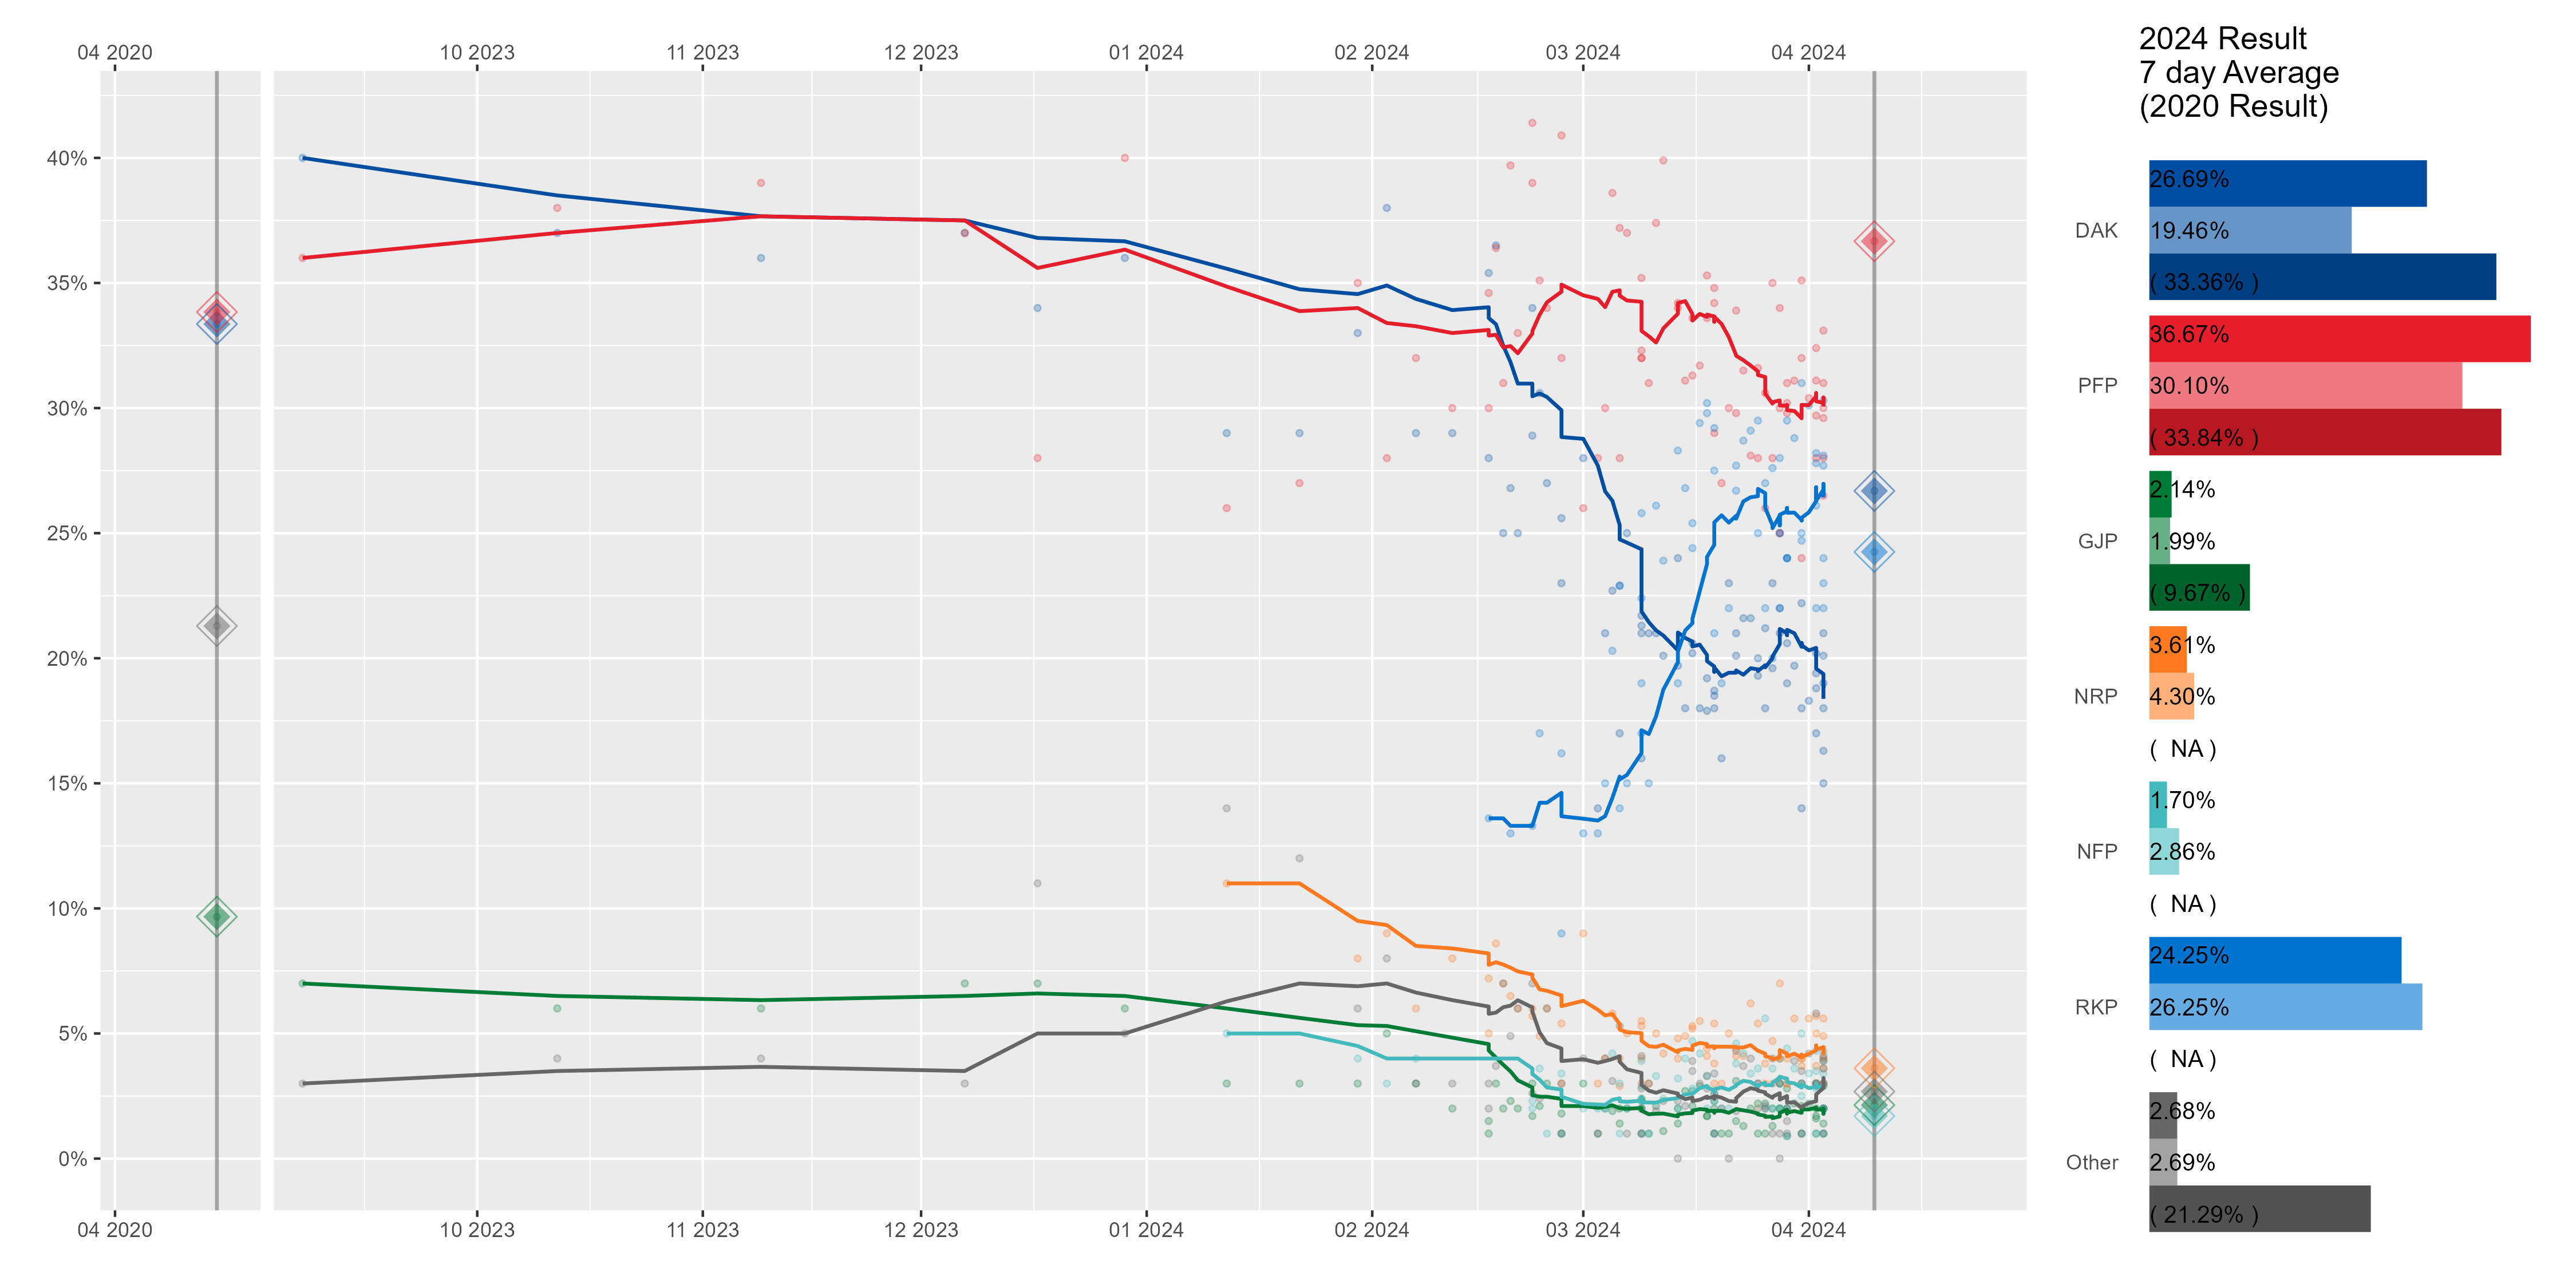 04 2020 10 2023 11 2023 12 2023 01 2024 02 2024 03 2024 04 2024
40%
35%
30%
25%
20%
15%
10%
5%
0%
04 2020 10 2023 11 2023 12 2023 01 2024 02 2024 03 2024 04 2024
2024 Result
7 day Average
(2020 Result)
DAK
26.69%
19.46%
( 33.36% )
PFP
36.67%
30.10%
( 33.84% )
GJP
2.14%
1.99%
( 9.67% )
NRP
3.61%
4.30%
( NA )
NFP
1.70%
2.86%
( NA )
RKP
24.25%
26.25%
( NA )
Other
2.68%
2.69%
( 21.29% )